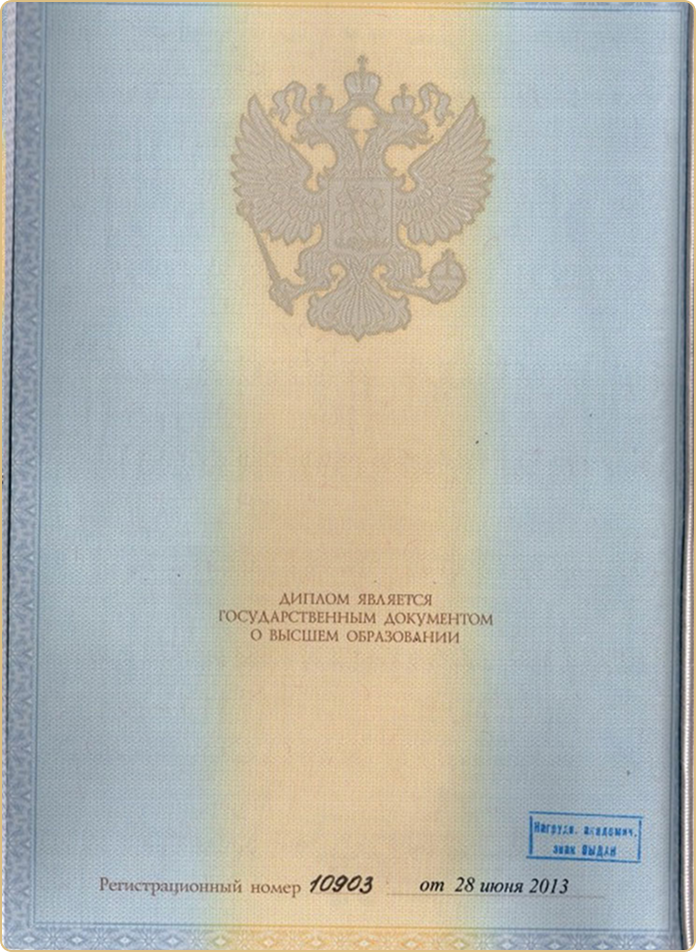 ДИПЛОМ ЯВЛЯЕТСЯ
ГОСУДАРСТВЕННЫМ ДОКУМЕНТОМ
О ВЫСШЕМ ОБРАЗОВАНИИ
Нагрудн. академич.
знак ВЫДАН
Регистрационный номер 10903 от 28 июня 2013